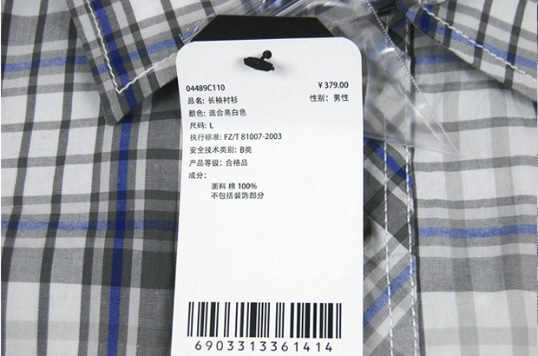 04489C110 ￥379.00
品名: 长袖衬衫 性别: 男性
颜色: 混合亮白色
尺码: L
执行标准: FZ/T 81007-2003
安全技术类别: B类
产品等级: 合格品
成分:
面料 棉 100%
不包括装饰部分
6903313361414